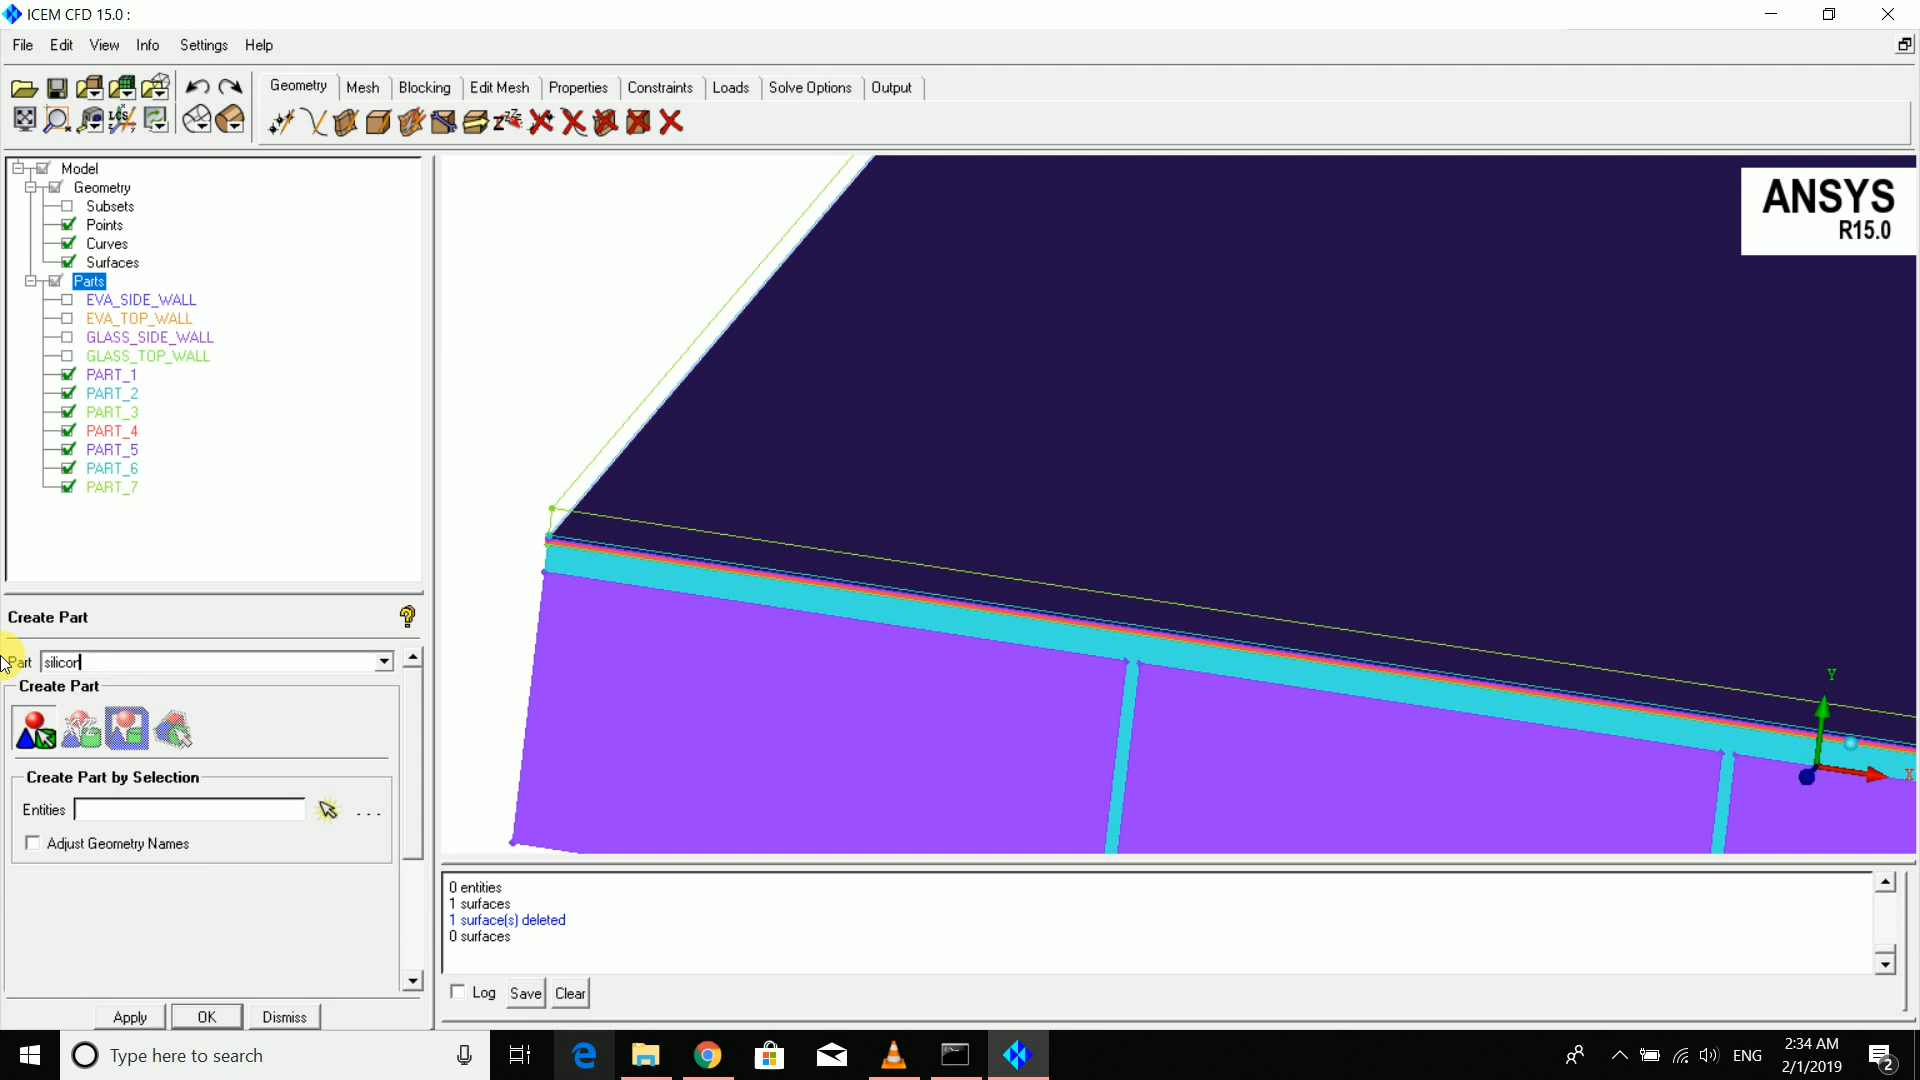 ICEM CFD 15.0 :
File Edit View Info Settings Help
Geometry Mesh Blocking Edit Mesh Properties Constraints Loads Solve Options Output
Model
Geometry
Subsets
Points
Curves
Surfaces
Parts
EVA_SIDE_WALL
EVA_TOP_WALL
GLASS_SIDE_WALL
GLASS_TOP_WALL
PART_1
PART_2
PART_3
PART_4
PART_5
PART_6
PART_7
ANSYS
R15.0
Y
X
Create Part
Part silicon
Create Part
Create Part by Selection
Entities
. . .
Adjust Geometry Names
Apply OK Dismiss
0 entities
1 surfaces
1 surface(s) deleted
0 surfaces
Log Save Clear
Type here to search
ENG
2:34 AM
2/1/2019
2